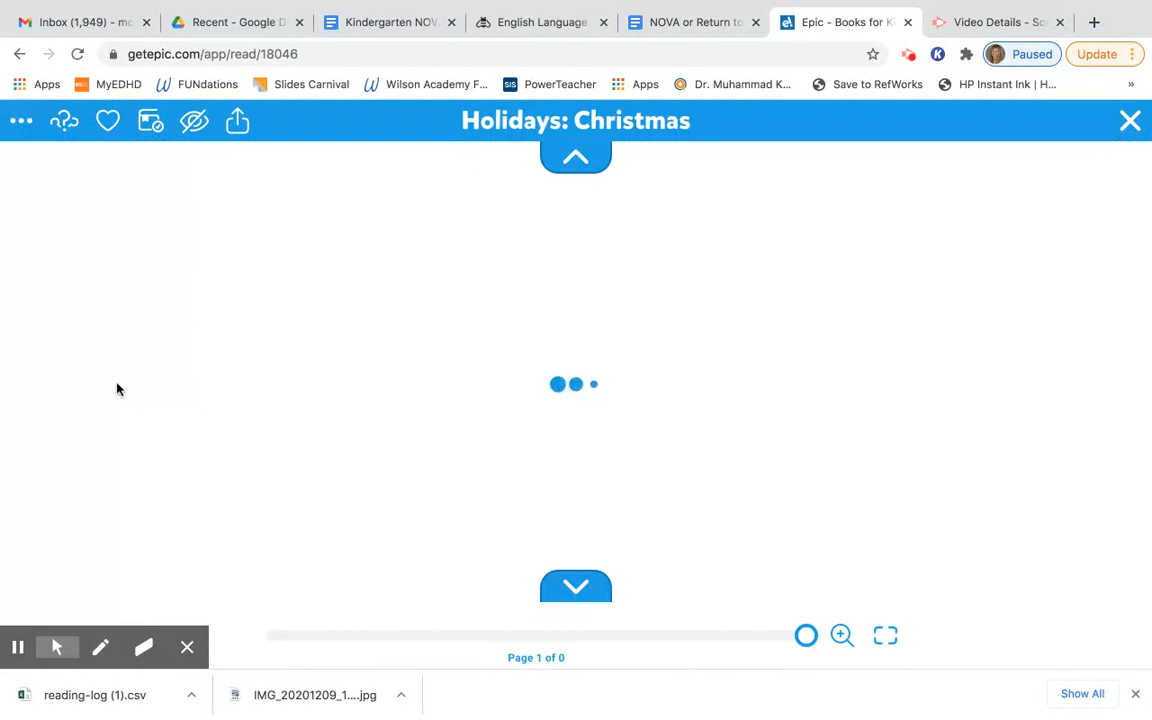 Inbox (1,949) - mc
Recent - Google D
Kindergarten NOV
English Language
NOVA or Return to
Epic - Books for Ki
Video Details - Sc
getepic.com/app/read/18046
Paused
Update
Apps
MyEDHD
FUNdations
Slides Carnival
Wilson Academy F...
SIS
PowerTeacher
Apps
Dr. Muhammad K...
Save to RefWorks
HP Instant Ink | H...
»
Holidays: Christmas
Page 1 of 0
reading-log (1).csv
IMG_20201209_1....jpg
Show All